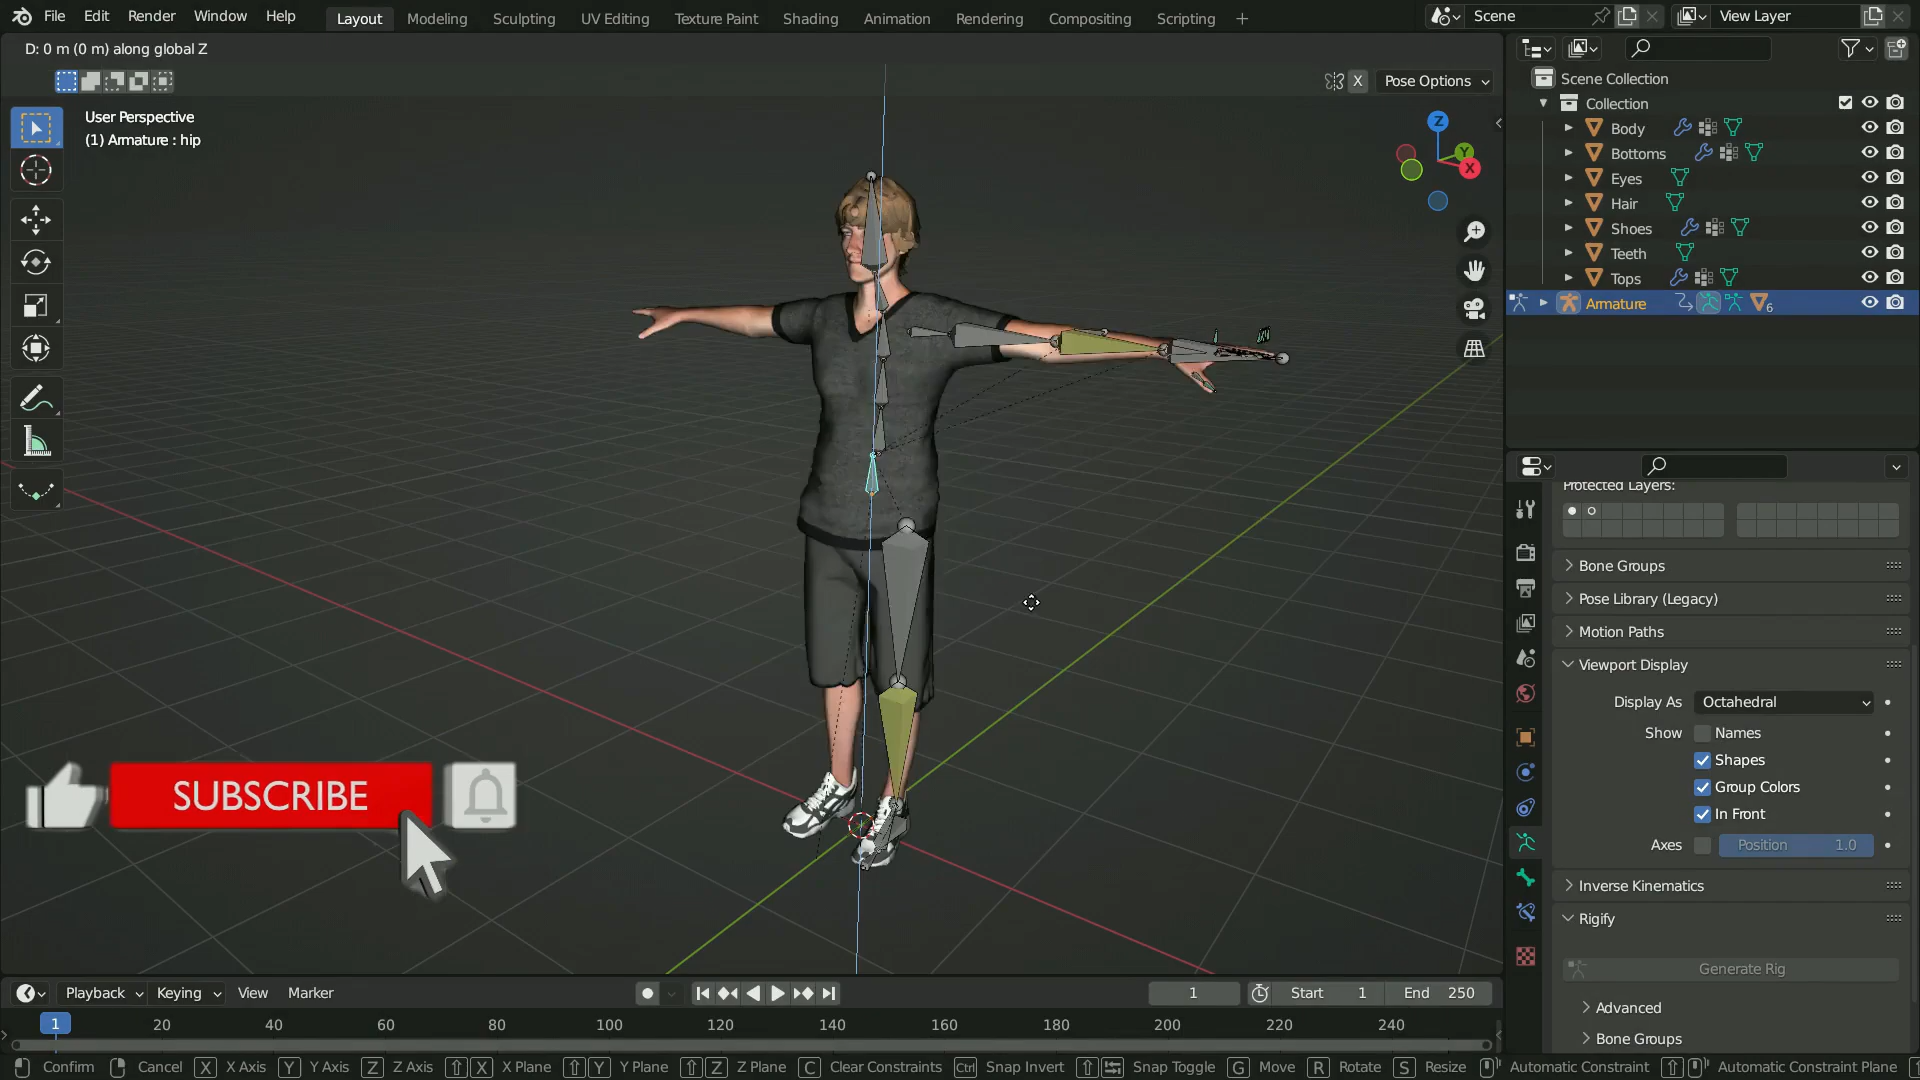 File Edit Render Window Help Layout Modeling Sculpting UV Editing Texture Paint Shading Animation Rendering Compositing Scripting + Scene View Layer
D: 0 m (0 m) along global Z
X Pose Options
User Perspective
(1) Armature : hip
Z
Y
X
Scene Collection
Collection
Body
Bottoms
Eyes
Hair
Shoes
Teeth
Tops
Armature 6
Protected Layers:
Bone Groups
Pose Library (Legacy)
Motion Paths
Viewport Display
Display As Octahedral
Show Names
Shapes
Group Colors
In Front
Axes Position 1.0
Inverse Kinematics
Rigify
Generate Rig
Advanced
Bone Groups
SUBSCRIBE
Playback Keying View Marker 1 Start 1 End 250
1 20 40 60 80 100 120 140 160 180 200 220 240
Confirm Cancel X X Axis Y Y Axis Z Z Axis X X Plane Y Y Plane Z Z Plane C Clear Constraints Ctrl Snap Invert Snap Toggle G Move R Rotate S Resize Automatic Constraint Automatic Constraint Plane